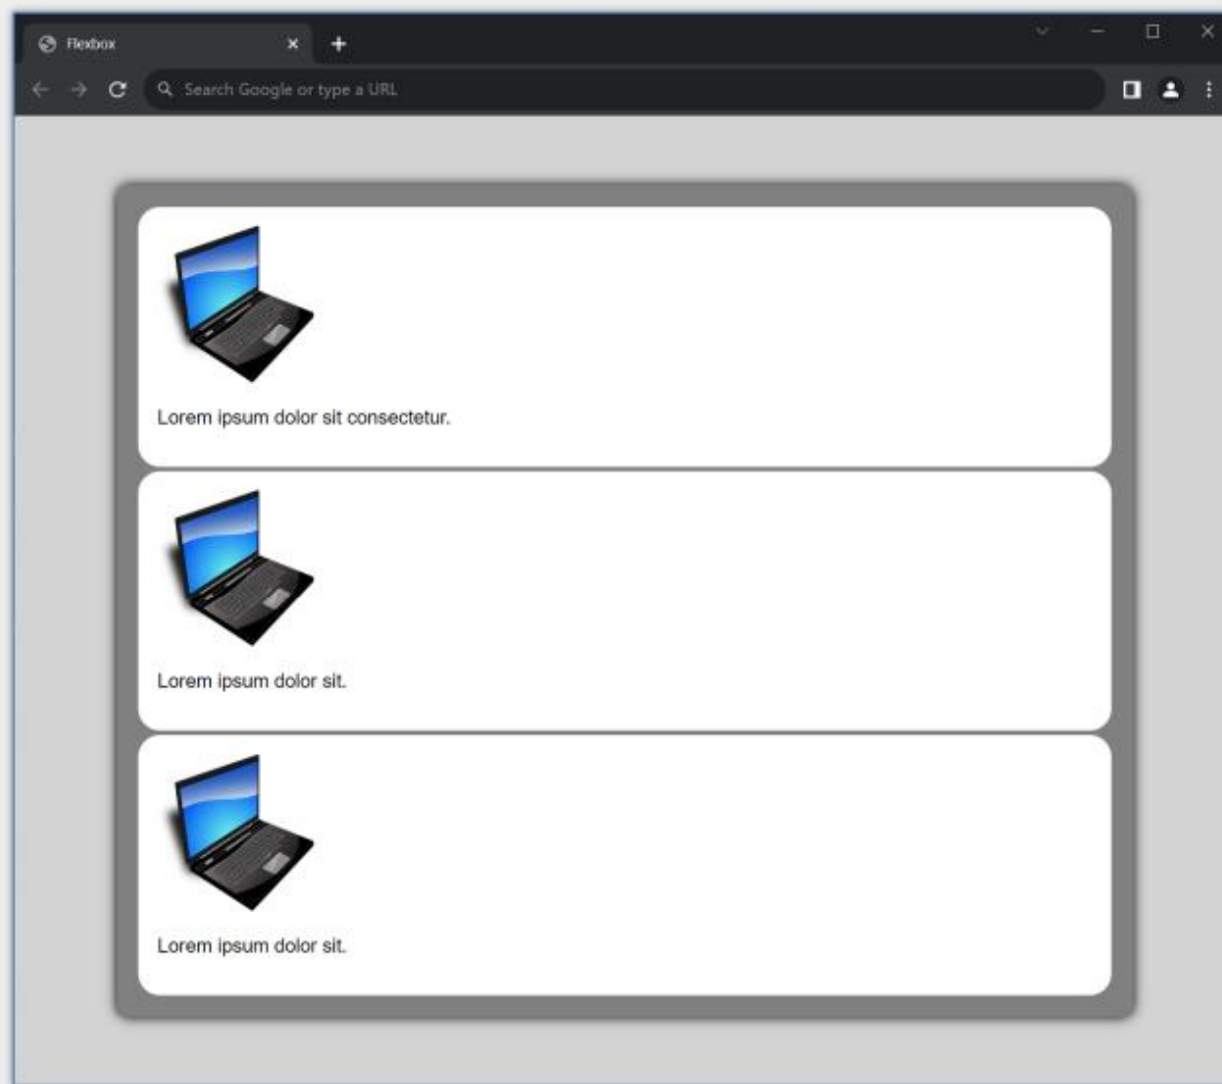 Flexbox
Search Google or type a URL
Lorem ipsum dolor sit consectetur.
Lorem ipsum dolor sit.
Lorem ipsum dolor sit.